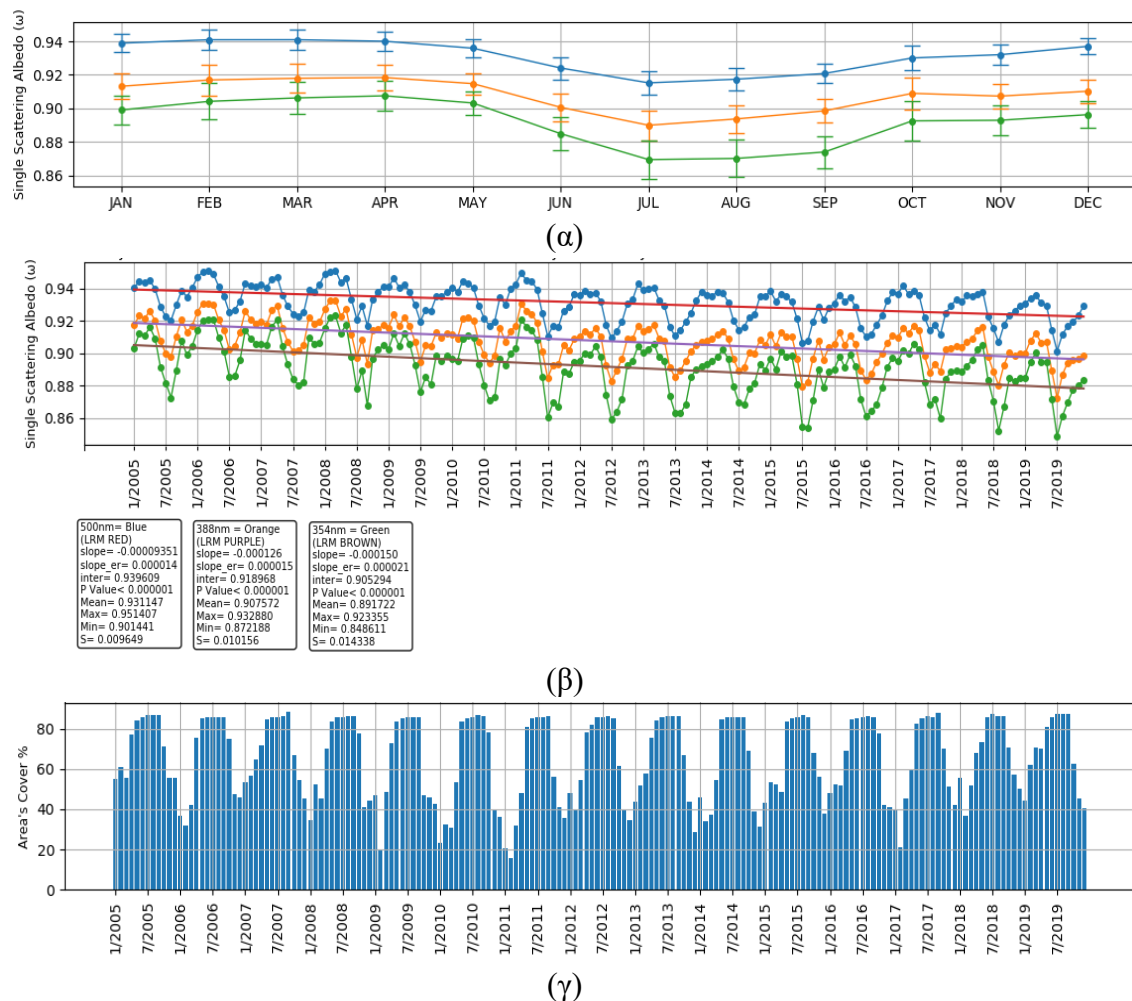 Single Scattering Albedo (ω)
0.94
0.92
0.90
0.88
0.86
JAN FEB MAR APR MAY JUN JUL AUG SEP OCT NOV DEC
(α)
Single Scattering Albedo (ω)
0.94
0.92
0.90
0.88
0.86
1/2005 7/2005 1/2006 7/2006 1/2007 7/2007 1/2008 7/2008 1/2009 7/2009 1/2010 7/2010 1/2011 7/2011 1/2012 7/2012 1/2013 7/2013 1/2014 7/2014 1/2015 7/2015 1/2016 7/2016 1/2017 7/2017 1/2018 7/2018 1/2019 7/2019
500nm= Blue
(LRM RED)
slope= -0.00009351
slope_er= 0.000014
inter= 0.939609
P Value< 0.000001
Mean= 0.931147
Max= 0.951407
Min= 0.901441
S= 0.009649
388nm = Orange
(LRM PURPLE)
slope= -0.000126
slope_er= 0.000015
inter= 0.918968
P Value< 0.000001
Mean= 0.907572
Max= 0.932880
Min= 0.872188
S= 0.010156
354nm = Green
(LRM BROWN)
slope= -0.000150
slope_er= 0.000021
inter= 0.905294
P Value< 0.000001
Mean= 0.891722
Max= 0.923355
Min= 0.848611
S= 0.014338
(β)
Area's Cover %
80
60
40
20
0
1/2005 7/2005 1/2006 7/2006 1/2007 7/2007 1/2008 7/2008 1/2009 7/2009 1/2010 7/2010 1/2011 7/2011 1/2012 7/2012 1/2013 7/2013 1/2014 7/2014 1/2015 7/2015 1/2016 7/2016 1/2017 7/2017 1/2018 7/2018 1/2019 7/2019
(γ)